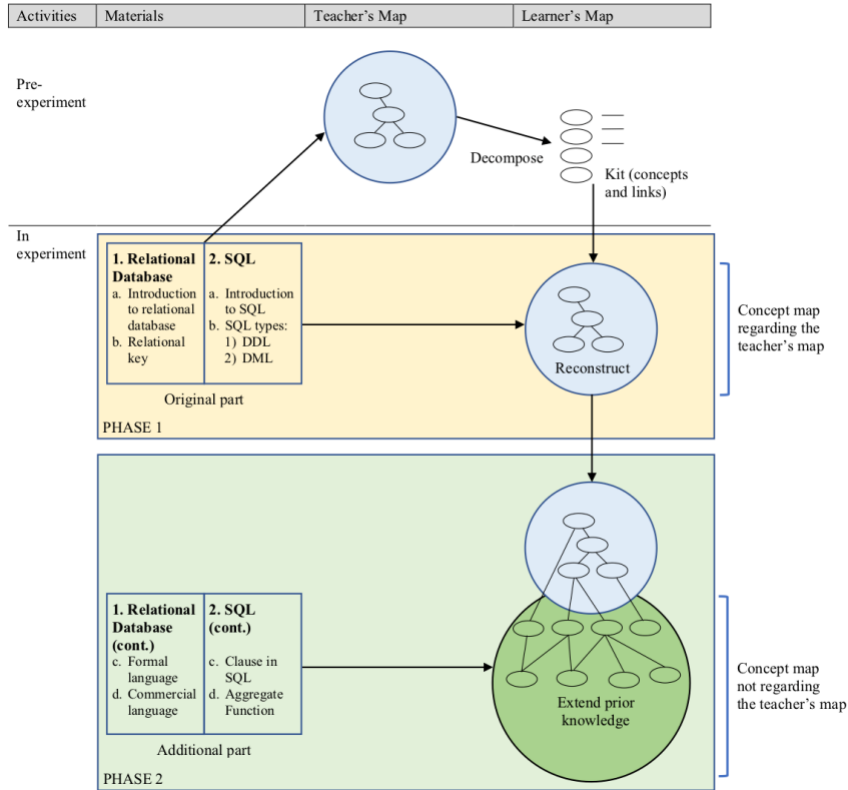 Activities Materials Teacher's Map Learner's Map
Pre-
experiment
Decompose
Kit (concepts
and links)
In
experiment
1. Relational
Database
a. Introduction
to relational
database
b. Relational
key
2. SQL
a. Introduction
to SQL
b. SQL types:
1) DDL
2) DML
Original part
PHASE 1
Reconstruct
Concept map
regarding the
teacher's map
1. Relational
Database
(cont.)
c. Formal
language
d. Commercial
language
2. SQL
(cont.)
c. Clause in
SQL
d. Aggregate
Function
Additional part
PHASE 2
Extend prior
knowledge
Concept map
not regarding
the teacher's map